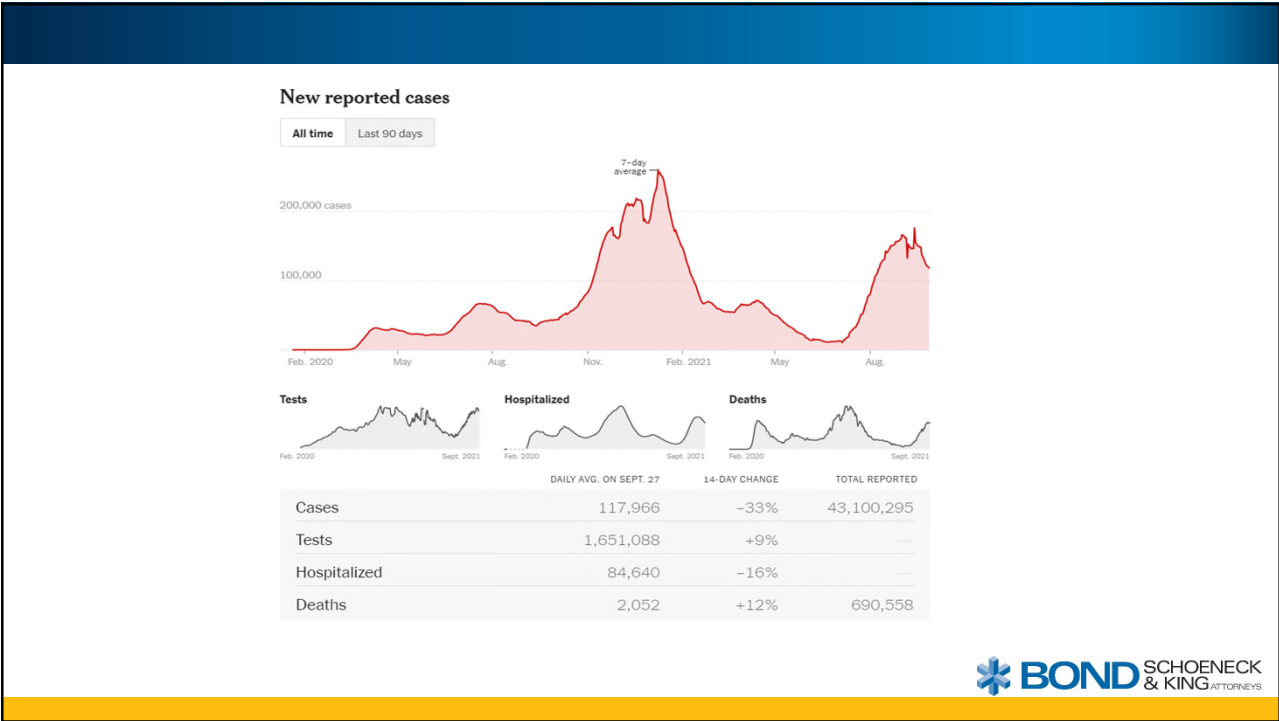 New reported cases
All time Last 90 days
7–day
average
200,000 cases
100,000
Feb. 2020 May Aug. Nov. Feb. 2021 May Aug.
Tests Hospitalized Deaths
Feb. 2020 Sept. 2021 Feb. 2020 Sept. 2021 Feb. 2020 Sept. 2021
DAILY AVG. ON SEPT. 27 14-DAY CHANGE TOTAL REPORTED
Cases 117,966 –33% 43,100,295
Tests 1,651,088 +9% —
Hospitalized 84,640 –16% —
Deaths 2,052 +12% 690,558
BOND SCHOENECK
& KING ATTORNEYS